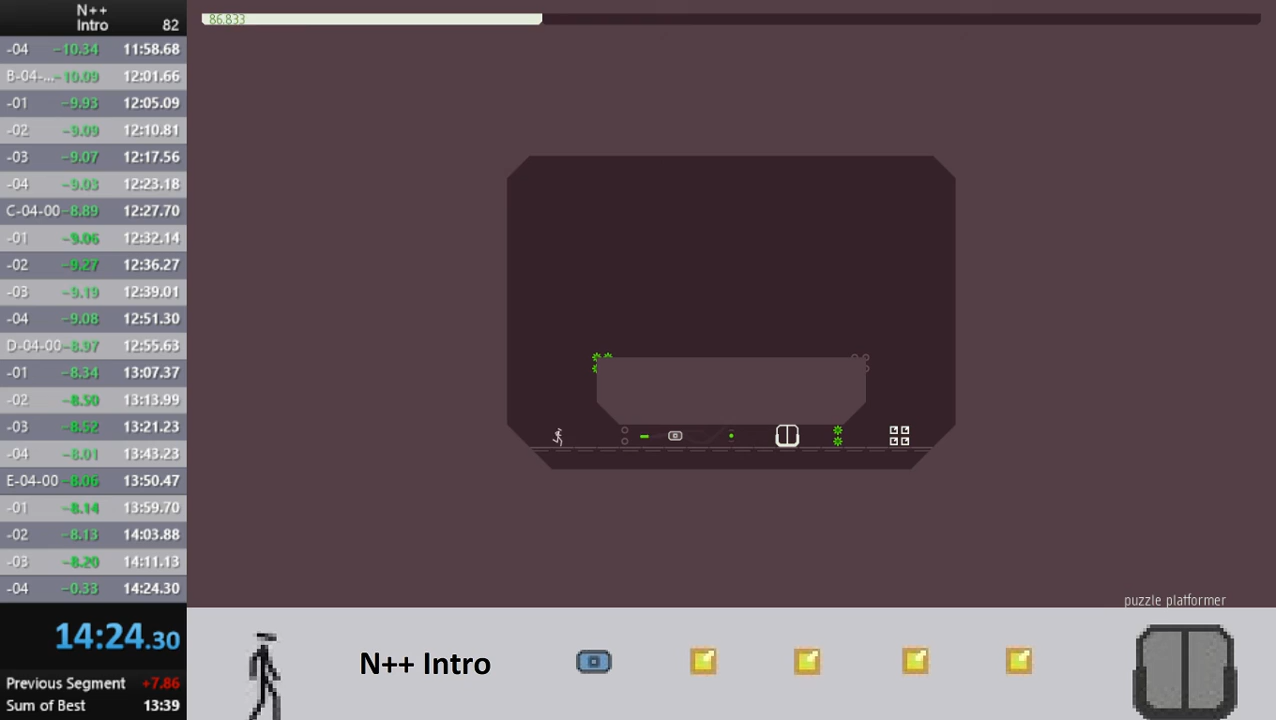 N++
Intro 82
-04 -10.34 11:58.68
B-04-... -10.09 12:01.66
-01 -9.93 12:05.09
-02 -9.09 12:10.81
-03 -9.07 12:17.56
-04 -9.03 12:23.18
C-04-00 -8.89 12:27.70
-01 -9.06 12:32.14
-02 -9.27 12:36.27
-03 -9.19 12:39.01
-04 -9.08 12:51.30
D-04-00 -8.97 12:55.63
-01 -8.34 13:07.37
-02 -8.50 13:13.99
-03 -8.52 13:21.23
-04 -8.01 13:43.23
E-04-00 -8.06 13:50.47
-01 -8.14 13:59.70
-02 -8.13 14:03.88
-03 -8.20 14:11.13
-04 -0.33 14:24.30
14:24.30
Previous Segment +7.86
Sum of Best 13:39
86.833
puzzle platformer
N++ Intro